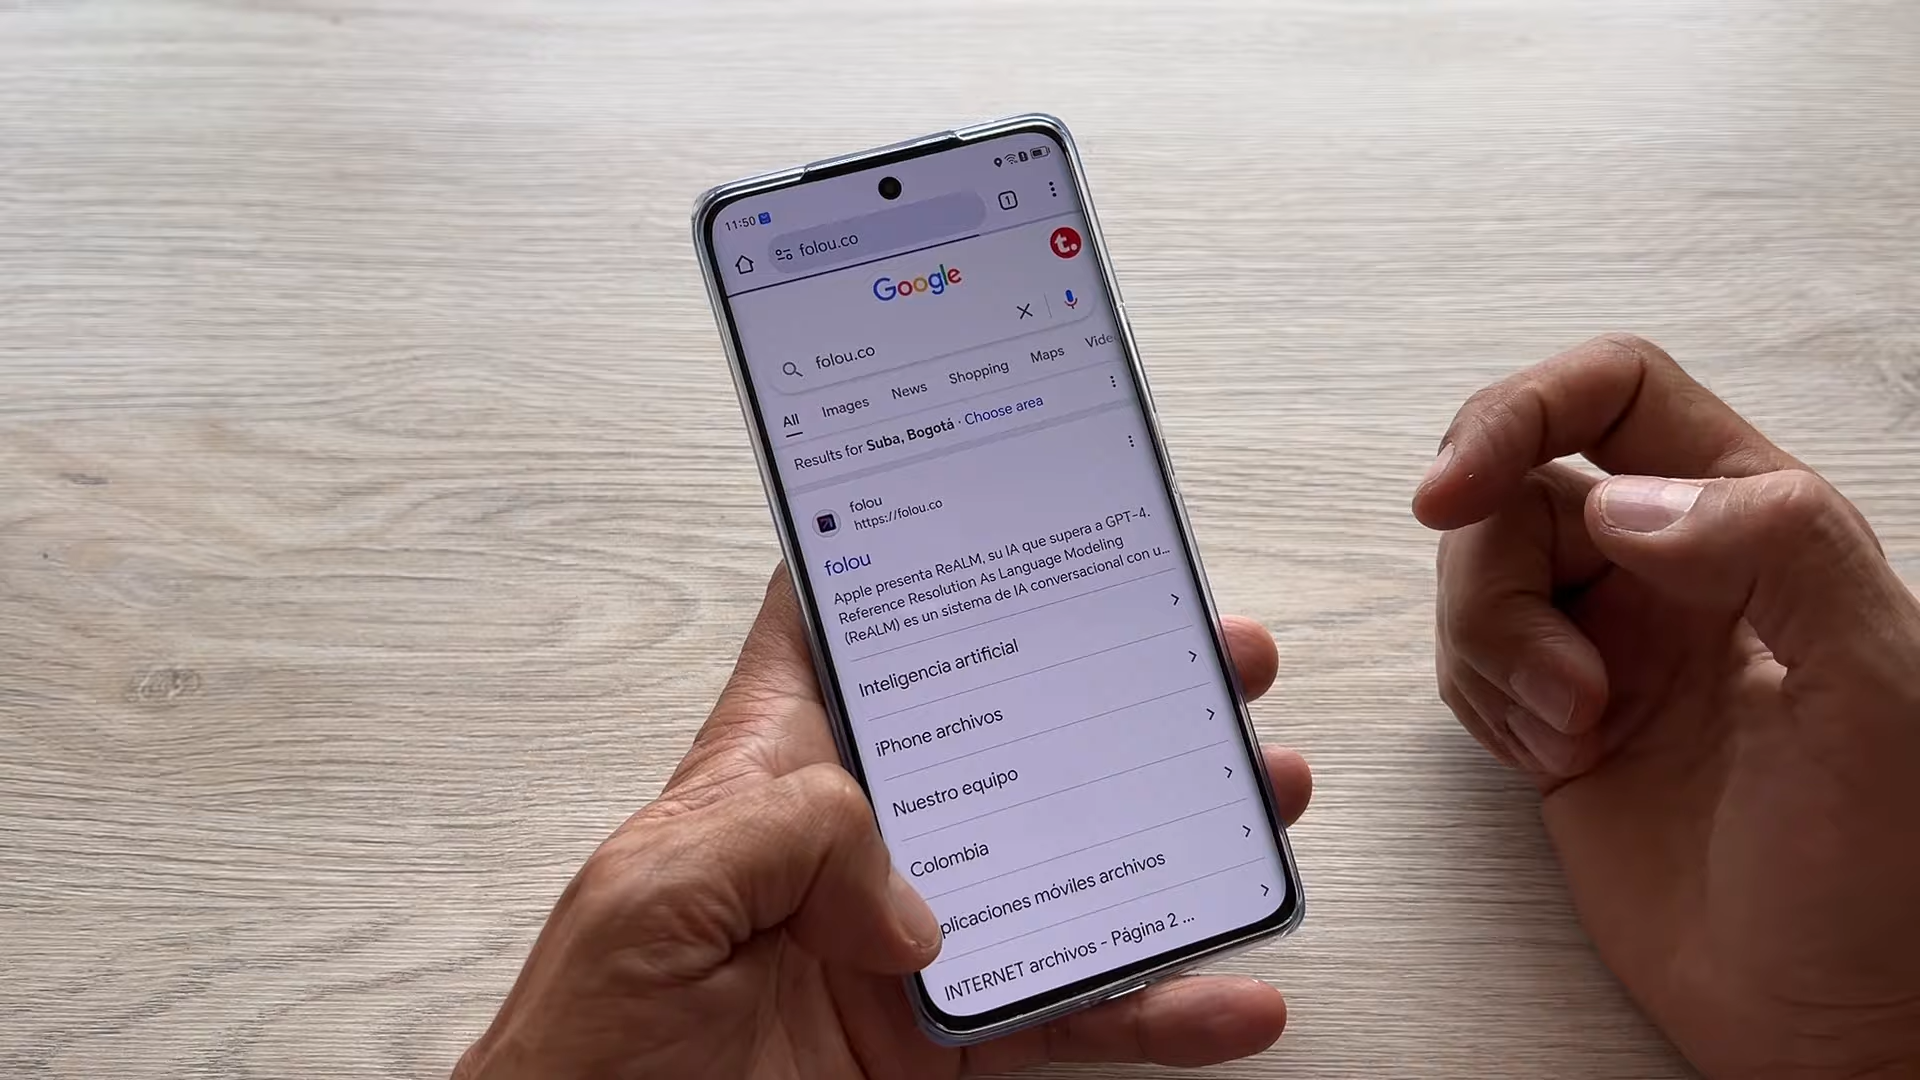 11:50
folou.co
1
t.
Google
folou.co
All Images News Shopping Maps Vide
Results for Suba, Bogotá · Choose area
folou
https://folou.co
folou
Apple presenta ReALM, su IA que supera a GPT-4.
Reference Resolution As Language Modeling
(ReALM) es un sistema de IA conversacional con u...
Inteligencia artificial
iPhone archivos
Nuestro equipo
Colombia
plicaciones móviles archivos
INTERNET archivos - Página 2 ...